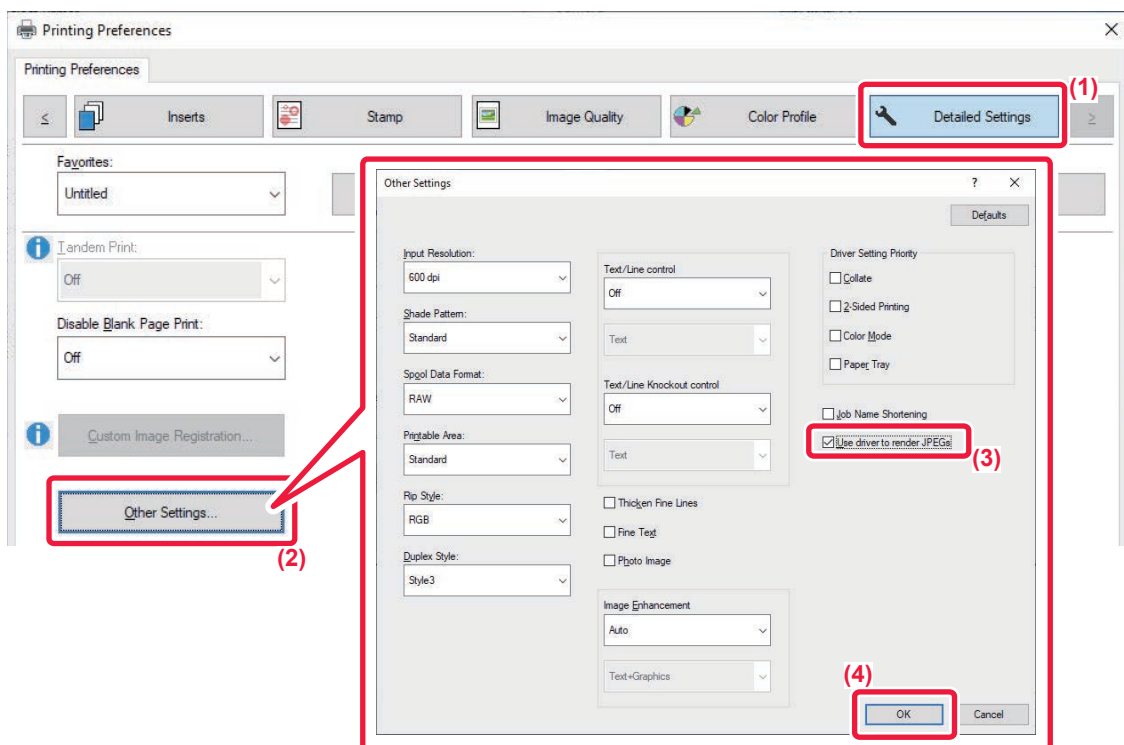 Printing Preferences
Printing Preferences
(1)
< Inserts Stamp Image Quality Color Profile Detailed Settings >
Favorites:
Untitled
Tandem Print:
Off
Disable Blank Page Print:
Off
Custom Image Registration...
Other Settings...
(2)
Other Settings ?
Defaults
Input Resolution:
600 dpi
Shade Pattern:
Standard
Spool Data Format:
RAW
Printable Area:
Standard
Rip Style:
RGB
Duplex Style:
Style3
Text/Line control
Off
Text
Text/Line Knockout control
Off
Text
Thicken Fine Lines
Fine Text
Photo Image
Image Enhancement
Auto
Text+Graphics
Driver Setting Priority
Collate
2-Sided Printing
Color Mode
Paper Tray
Job Name Shortening
Use driver to render JPEGs
(3)
(4)
OK Cancel